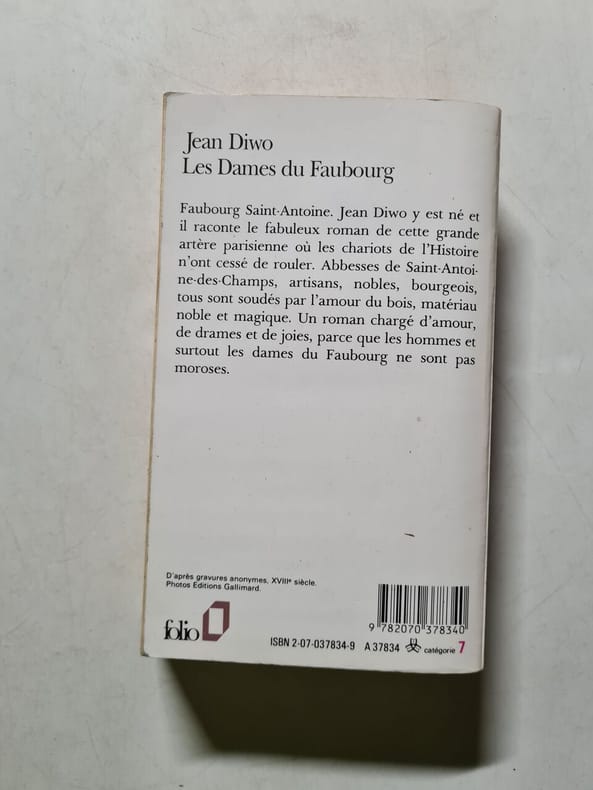 Jean Diwo
Les Dames du Faubourg
Faubourg Saint-Antoine. Jean Diwo y est né et
il raconte le fabuleux roman de cette grande
artère parisienne où les chariots de l'Histoire
n'ont cessé de rouler. Abbesses de Saint-Antoi-
ne-des-Champs, artisans, nobles, bourgeois,
tous sont soudés par l'amour du bois, matériau
noble et magique. Un roman chargé d'amour,
de drames et de joies, parce que les hommes et
surtout les dames du Faubourg ne sont pas
moroses.
D'après gravures anonymes, XVIIIe siècle.
Photos Éditions Gallimard.
9 782070 378340
folio
ISBN 2-07-037834-9 A 37834 catégorie 7